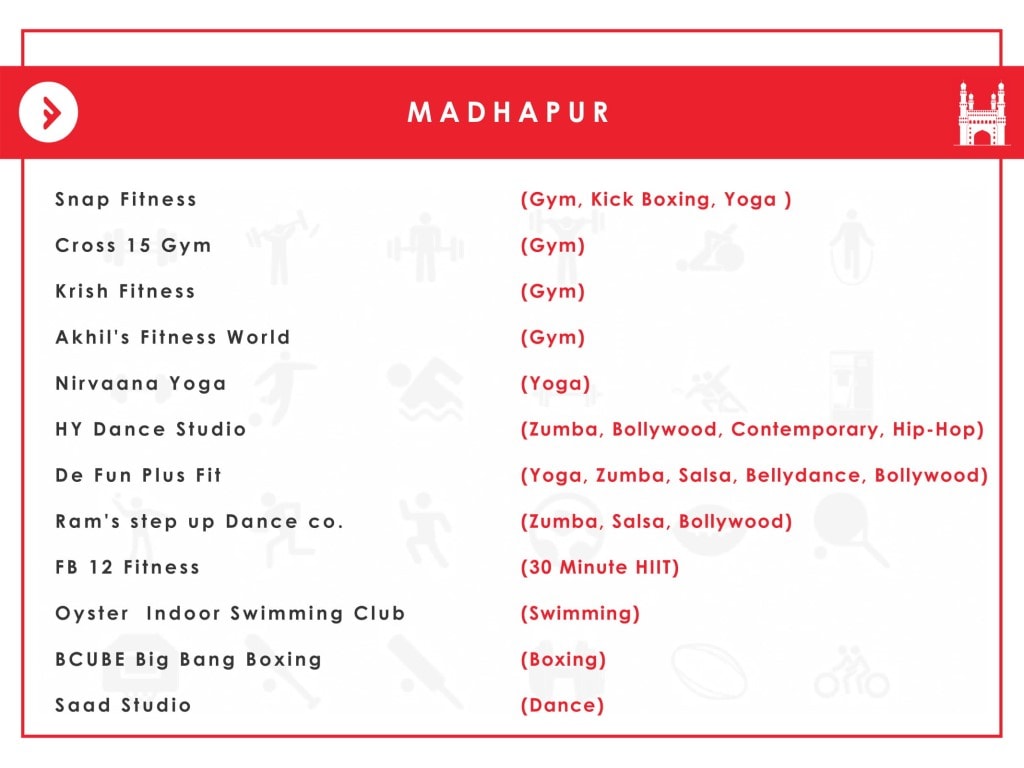 MADHAPUR
Snap Fitness (Gym, Kick Boxing, Yoga )
Cross 15 Gym (Gym)
Krish Fitness (Gym)
Akhil's Fitness World (Gym)
Nirvaana Yoga (Yoga)
HY Dance Studio (Zumba, Bollywood, Contemporary, Hip-Hop)
De Fun Plus Fit (Yoga, Zumba, Salsa, Bellydance, Bollywood)
Ram's step up Dance co. (Zumba, Salsa, Bollywood)
FB 12 Fitness (30 Minute HIIT)
Oyster  Indoor Swimming Club (Swimming)
BCUBE Big Bang Boxing (Boxing)
Saad Studio (Dance)